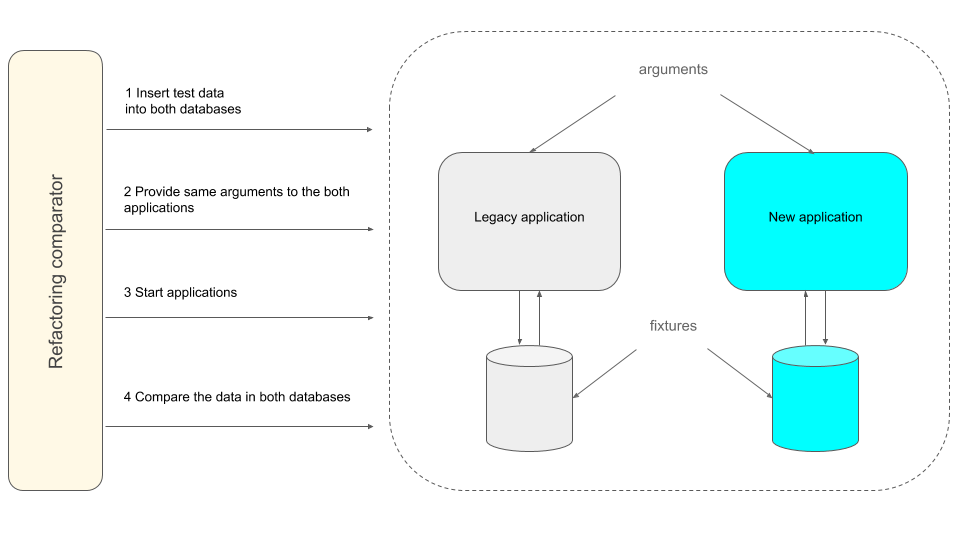 Refactoring comparator
1 Insert test data
into both databases
2 Provide same arguments to the both
applications
3 Start applications
4 Compare the data in both databases
arguments
Legacy application
New application
fixtures